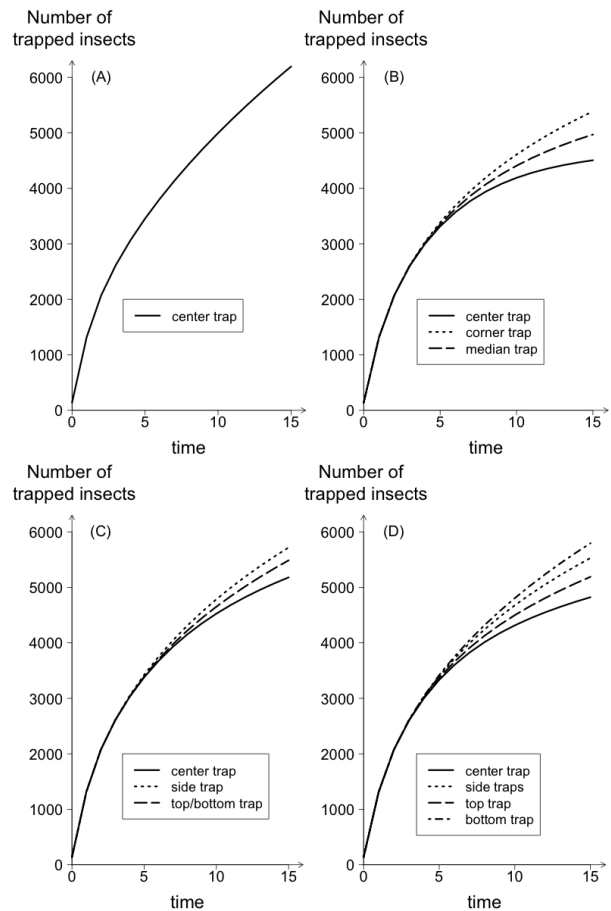 Number of
trapped insects
(A)
6000
5000
4000
3000
2000
1000
0
center trap
0 5 10 15
time
Number of
trapped insects
(B)
6000
5000
4000
3000
2000
1000
0
center trap
corner trap
median trap
0 5 10 15
time
Number of
trapped insects
(C)
6000
5000
4000
3000
2000
1000
0
center trap
side trap
top/bottom trap
0 5 10 15
time
Number of
trapped insects
(D)
6000
5000
4000
3000
2000
1000
0
center trap
side traps
top trap
bottom trap
0 5 10 15
time